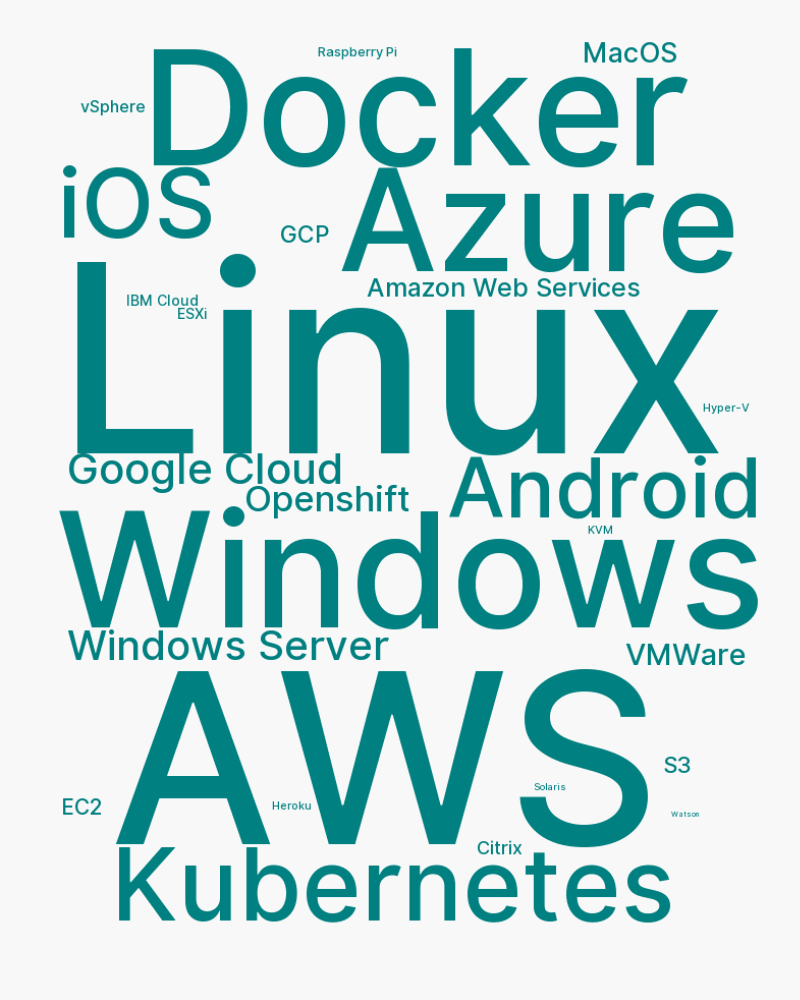 Raspberry Pi
MacOS
Docker
vSphere
iOS
Azure
GCP
Amazon Web Services
Linux
IBM Cloud
ESXi
Hyper-V
Google Cloud
Openshift
Android
KVM
Windows
Windows Server
VMWare
AWS
S3
Solaris
EC2
Heroku
Watson
Citrix
Kubernetes